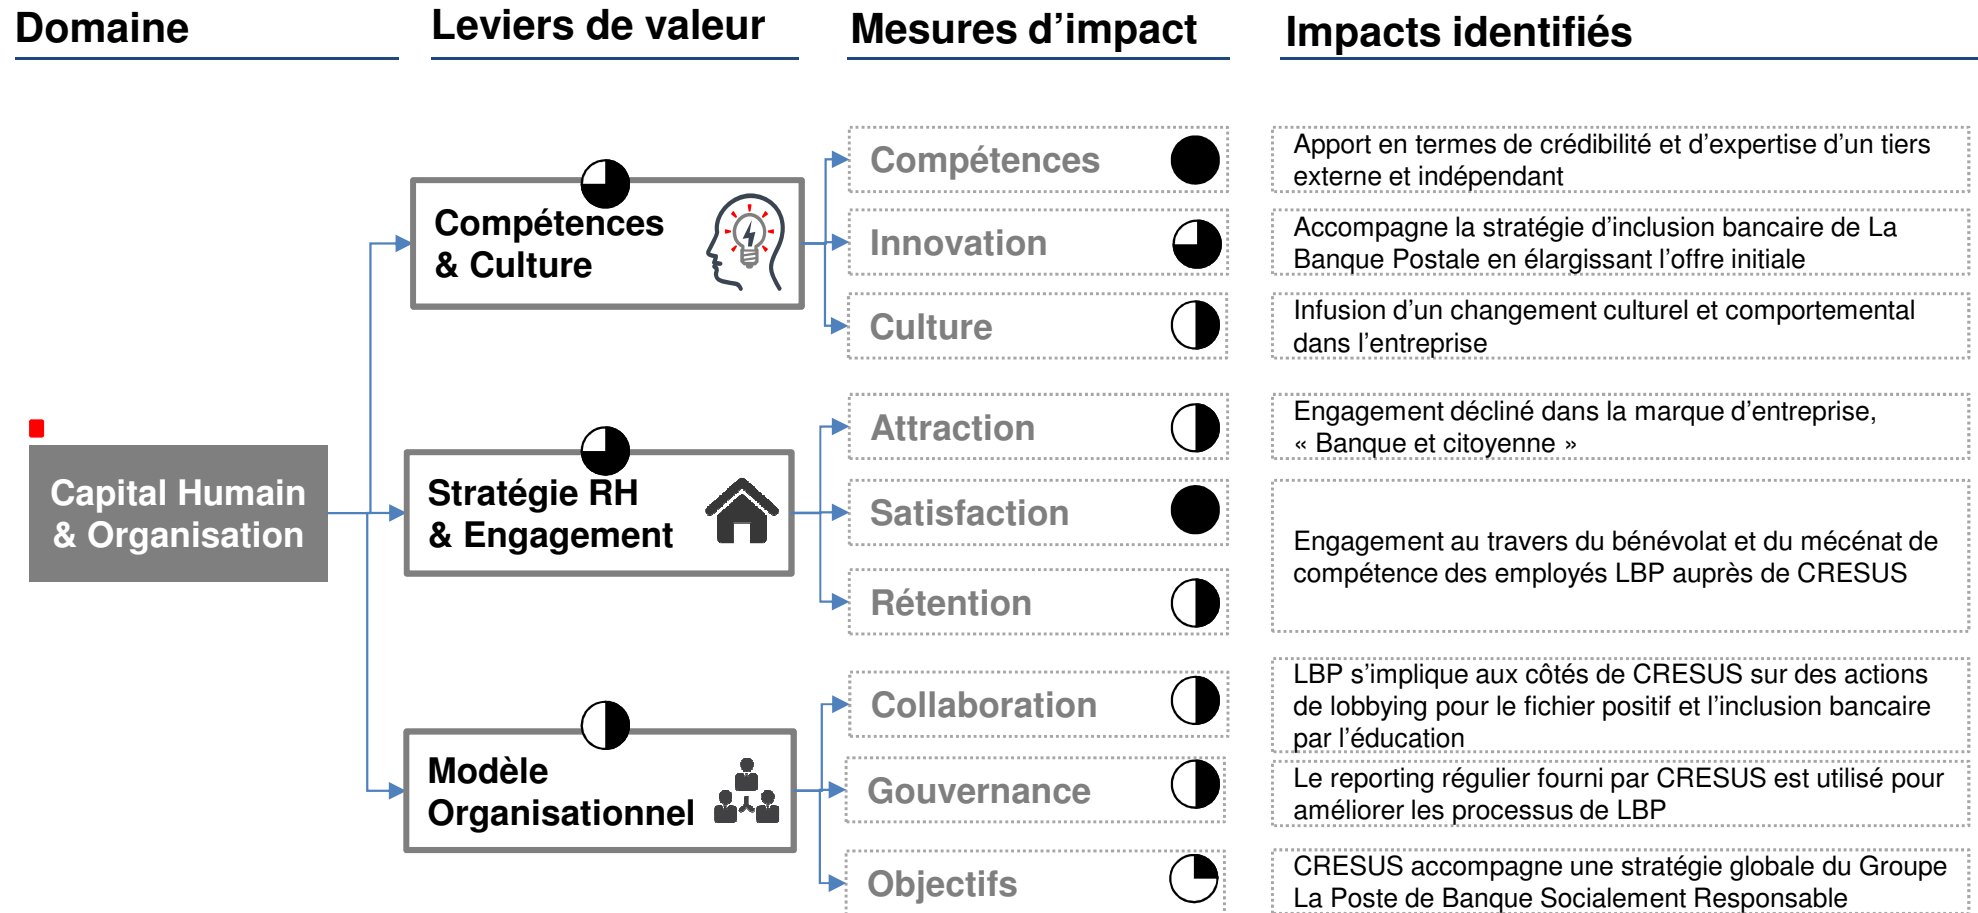 Domaine
Leviers de valeur
Mesures d’impact
Impacts identifiés
Capital Humain
& Organisation
Compétences
& Culture
Compétences
Apport en termes de crédibilité et d’expertise d’un tiers
externe et indépendant
Innovation
Accompagne la stratégie d’inclusion bancaire de La
Banque Postale en élargissant l’offre initiale
Culture
Infusion d’un changement culturel et comportemental
dans l’entreprise
Stratégie RH
& Engagement
Attraction
Engagement décliné dans la marque d’entreprise,
« Banque et citoyenne »
Satisfaction
Rétention
Engagement au travers du bénévolat et du mécénat de
compétence des employés LBP auprès de CRESUS
Modèle
Organisationnel
Collaboration
LBP s’implique aux côtés de CRESUS sur des actions
de lobbying pour le fichier positif et l’inclusion bancaire
par l’éducation
Gouvernance
Le reporting régulier fourni par CRESUS est utilisé pour
améliorer les processus de LBP
Objectifs
CRESUS accompagne une stratégie globale du Groupe
La Poste de Banque Socialement Responsable